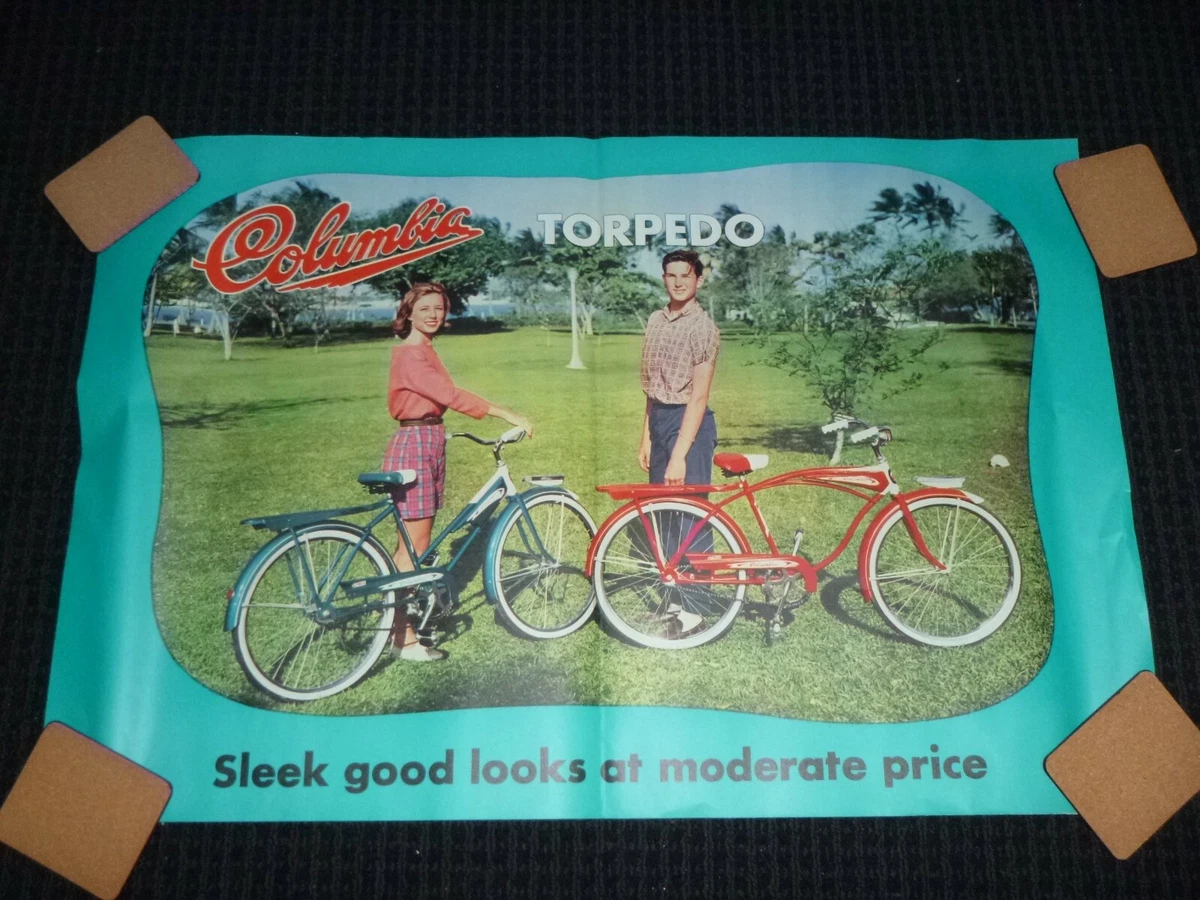 Columbia
TORPEDO
Sleek good looks at moderate price